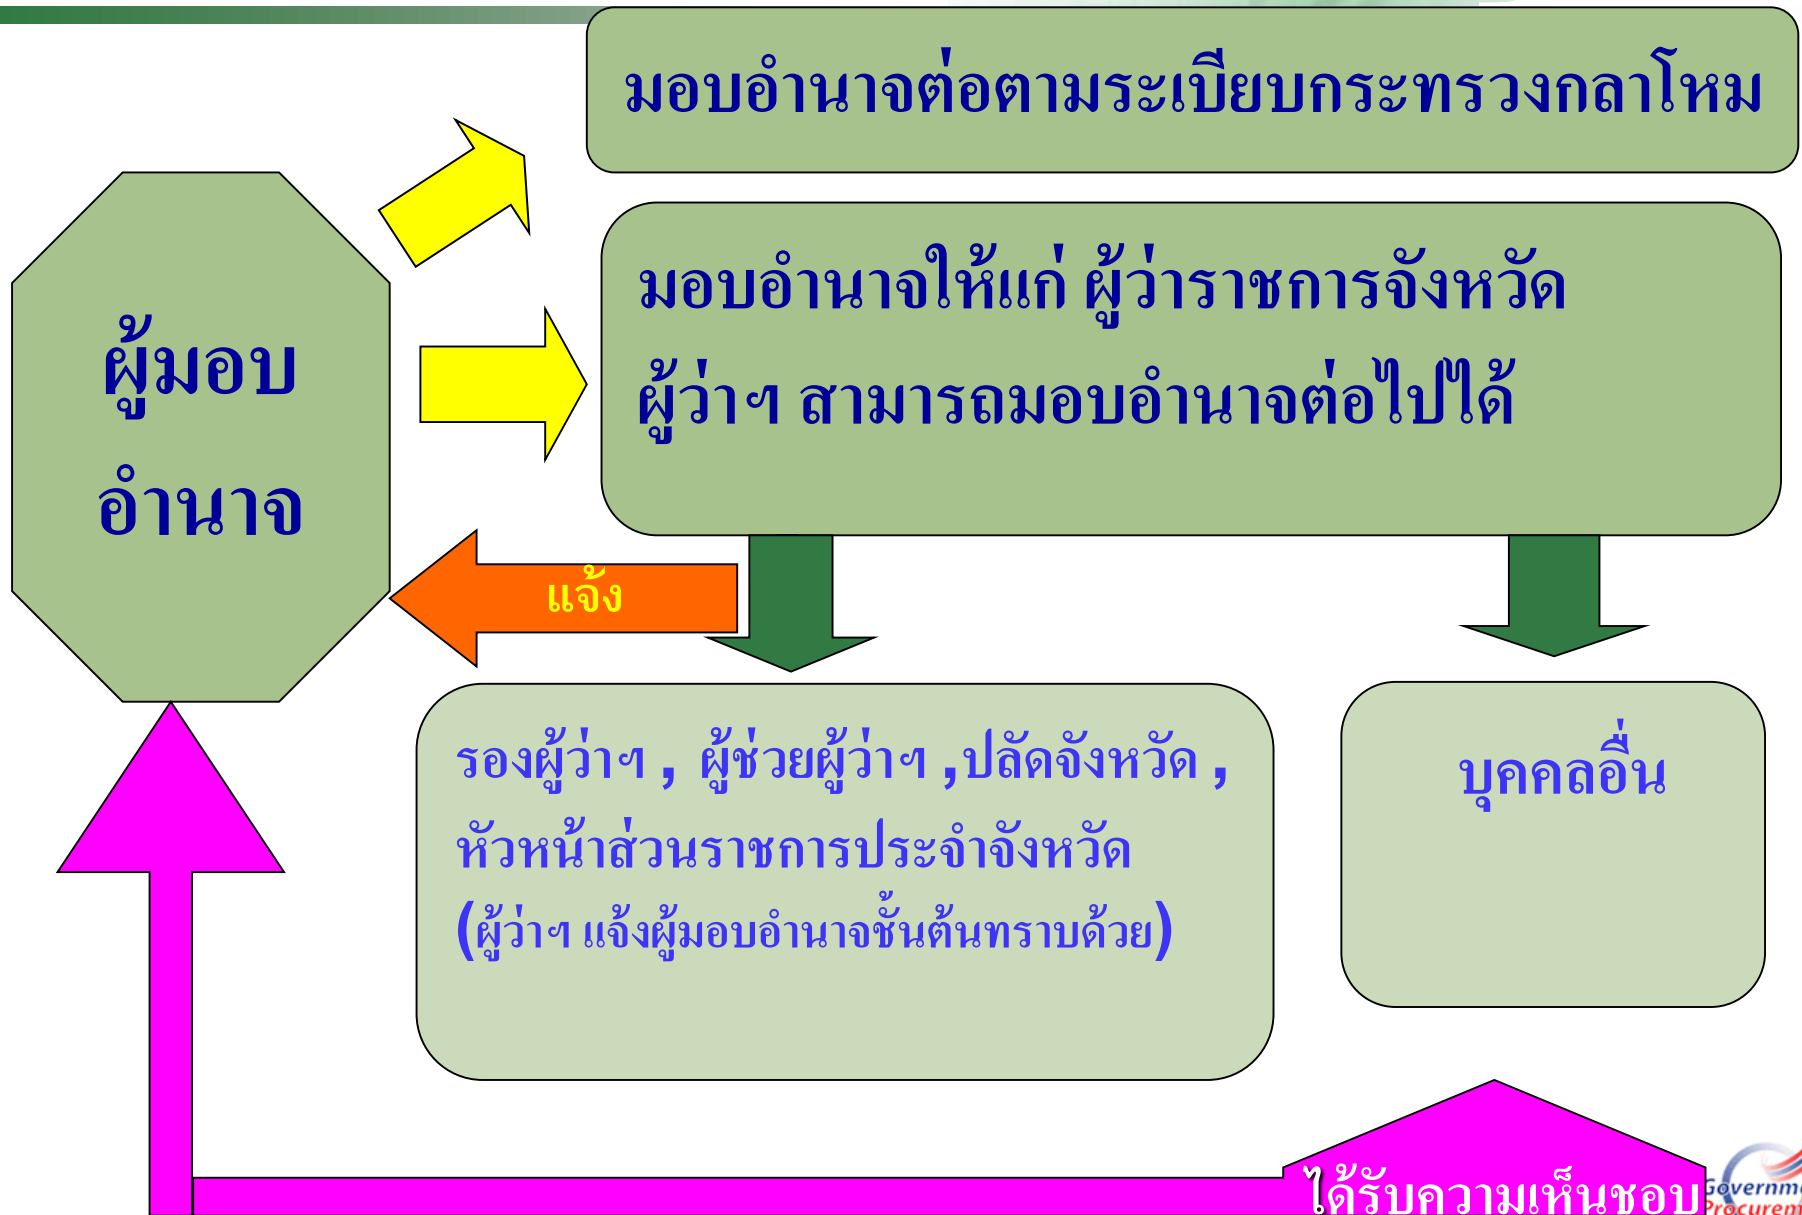 มอบอำนาจต่อตามระเบียบกระทรวงกลาโหม
ผู้มอบ
อำนาจ
มอบอำนาจให้แก่ ผู้ว่าราชการจังหวัด
ผู้ว่าฯ สามารถมอบอำนาจต่อไปได้
แจ้ง
รองผู้ว่าฯ , ผู้ช่วยผู้ว่าฯ ,ปลัดจังหวัด ,
หัวหน้าส่วนราชการประจำจังหวัด
(ผู้ว่าฯ แจ้งผู้มอบอำนาจชั้นต้นทราบด้วย)
บุคคลอื่น
ได้รับความเห็นชอบ